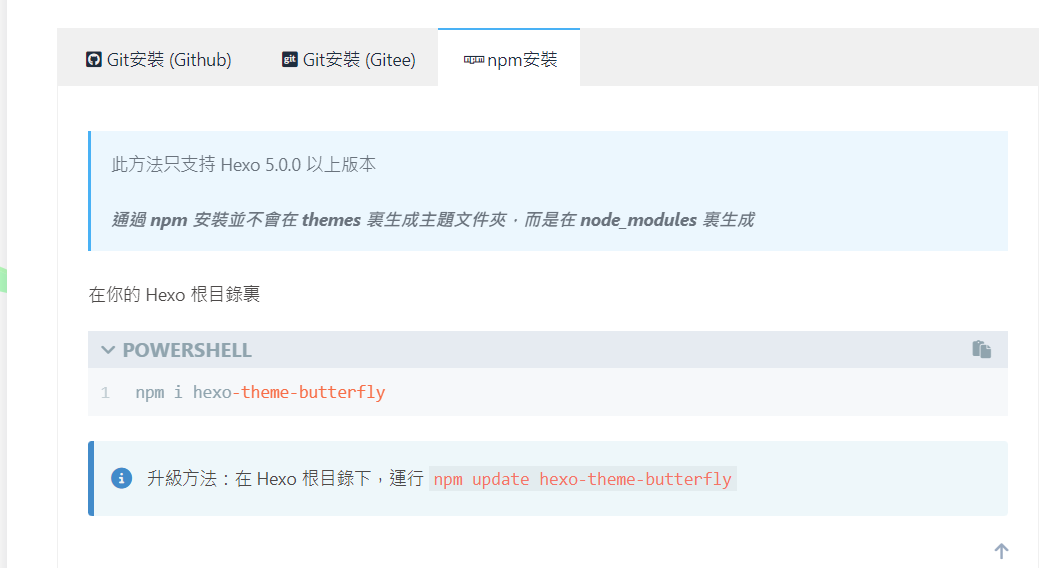 Git安裝 (Github) Git安裝 (Gitee) npm安裝
此方法只支持 Hexo 5.0.0 以上版本
通過 npm 安裝並不會在 themes 裏生成主題文件夾，而是在 node_modules 裏生成
在你的 Hexo 根目錄裏
POWERSHELL
1 npm i hexo-theme-butterfly
升級方法：在 Hexo 根目錄下，運行 npm update hexo-theme-butterfly